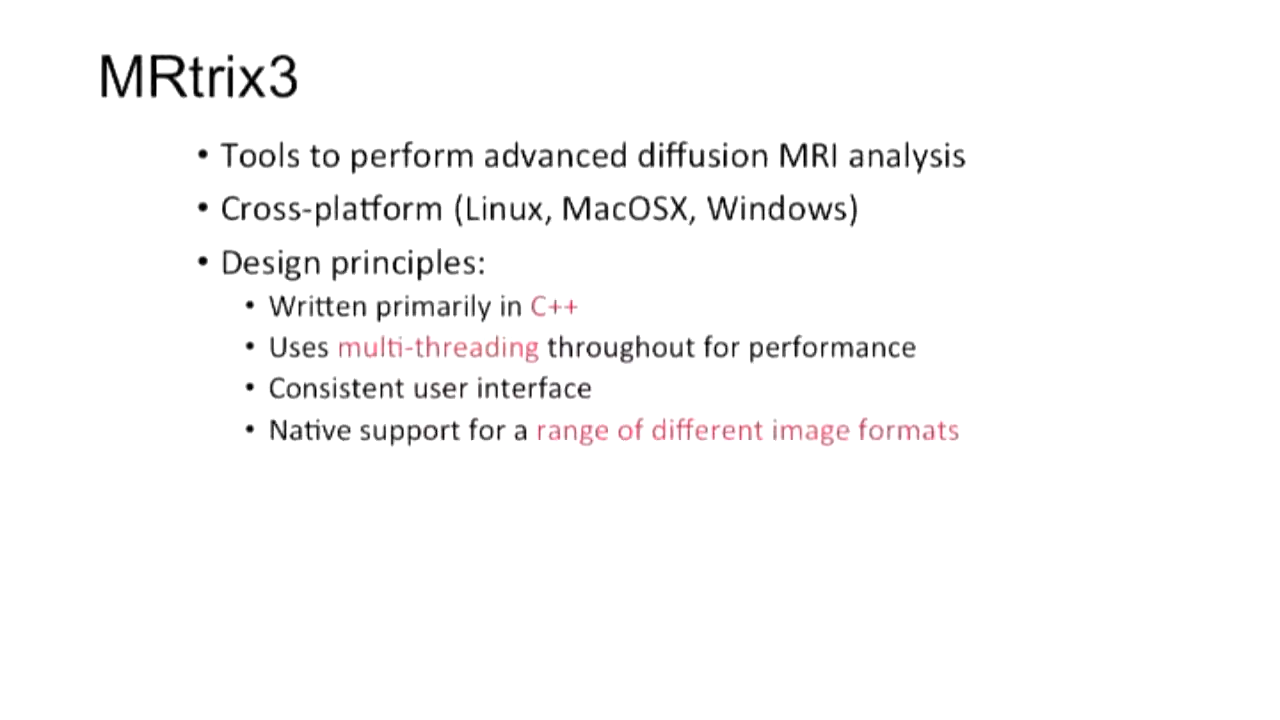 MRtrix3
• Tools to perform advanced diffusion MRI analysis
• Cross-platform (Linux, MacOSX, Windows)
• Design principles:
• Written primarily in C++
• Uses multi-threading throughout for performance
• Consistent user interface
• Native support for a range of different image formats